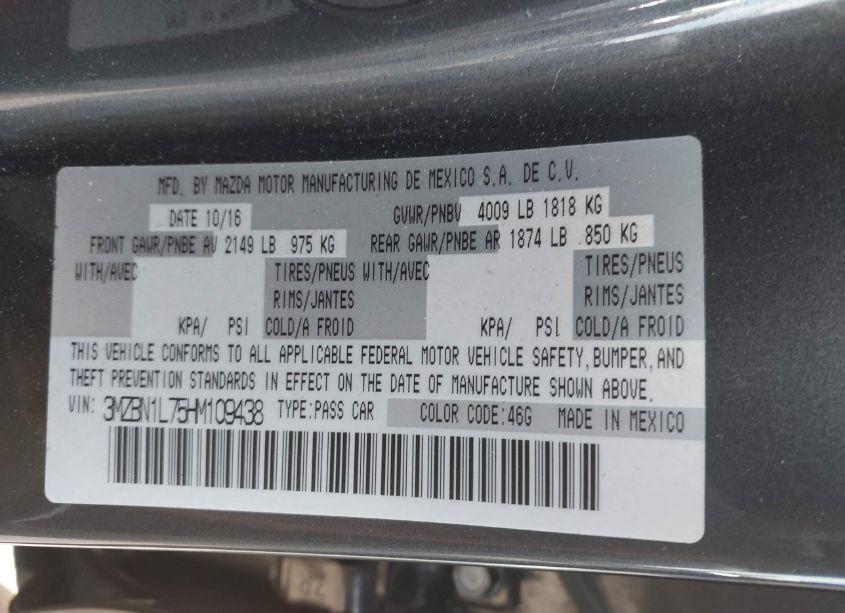 MFD. BY MAZDA MOTOR MANUFACTURING DE MEXICO S.A. DE C.V.
DATE 10/16 GVWR/PNBV 4009 LB 1818 KG
FRONT GAWR/PNBE AV 2149 LB 975 KG REAR GAWR/PNBE AR 1874 LB 850 KG
WITH/AVEC TIRES/PNEUS WITH/AVEC TIRES/PNEUS
RIMS/JANTES RIMS/JANTES
KPA/ PSI COLD/A FROID KPA/ PSI COLD/A FROID
THIS VEHICLE CONFORMS TO ALL APPLICABLE FEDERAL MOTOR VEHICLE SAFETY, BUMPER, AND
THEFT PREVENTION STANDARDS IN EFFECT ON THE DATE OF MANUFACTURE SHOWN ABOVE.
VIN: 3MZBN1L75HM109438 TYPE:PASS CAR COLOR CODE:46G MADE IN MEXICO